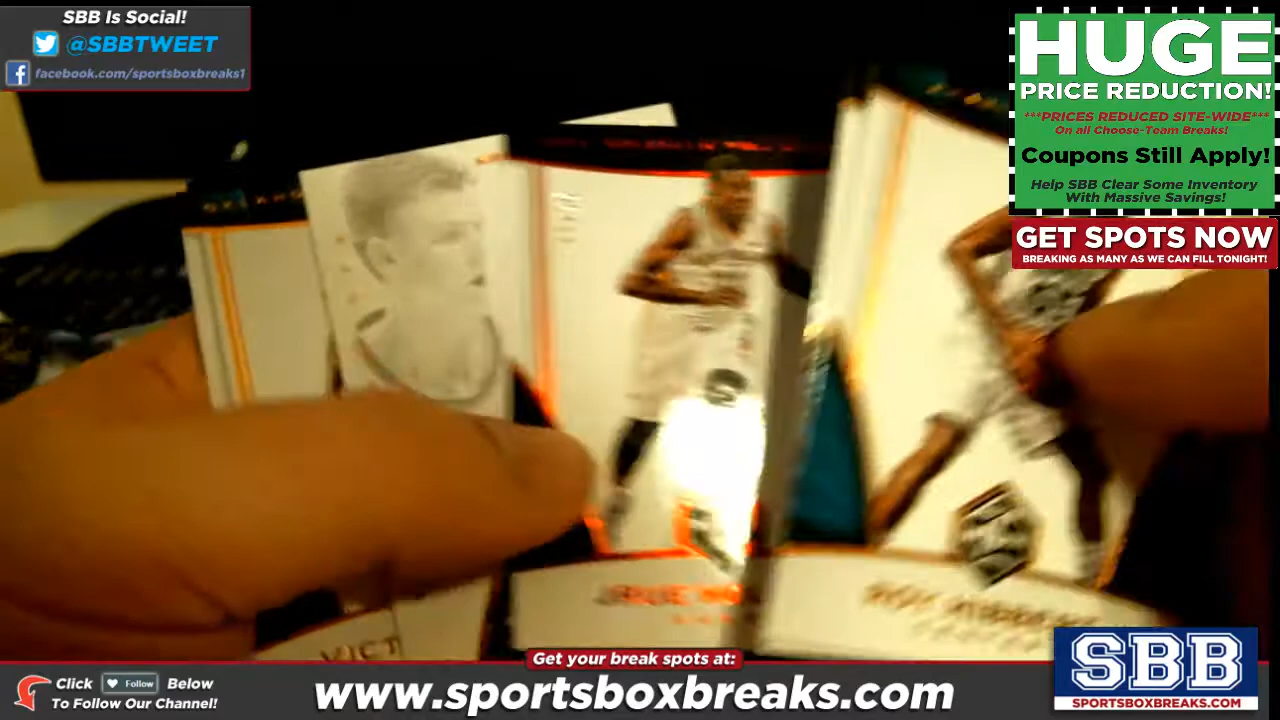 SBB Is Social!
@SBBTWEET
facebook.com/sportsboxbreaks1
HUGE
PRICE REDUCTION!
***PRICES REDUCED SITE-WIDE***
On all Choose-Team Breaks!
Coupons Still Apply!
Help SBB Clear Some Inventory
With Massive Savings!
GET SPOTS NOW
BREAKING AS MANY AS WE CAN FILL TONIGHT!
VICT
ROY HIBBERT
Get your break spots at:
Click Follow Below
To Follow Our Channel!
www.sportsboxbreaks.com
SBB
SPORTSBOXBREAKS.COM